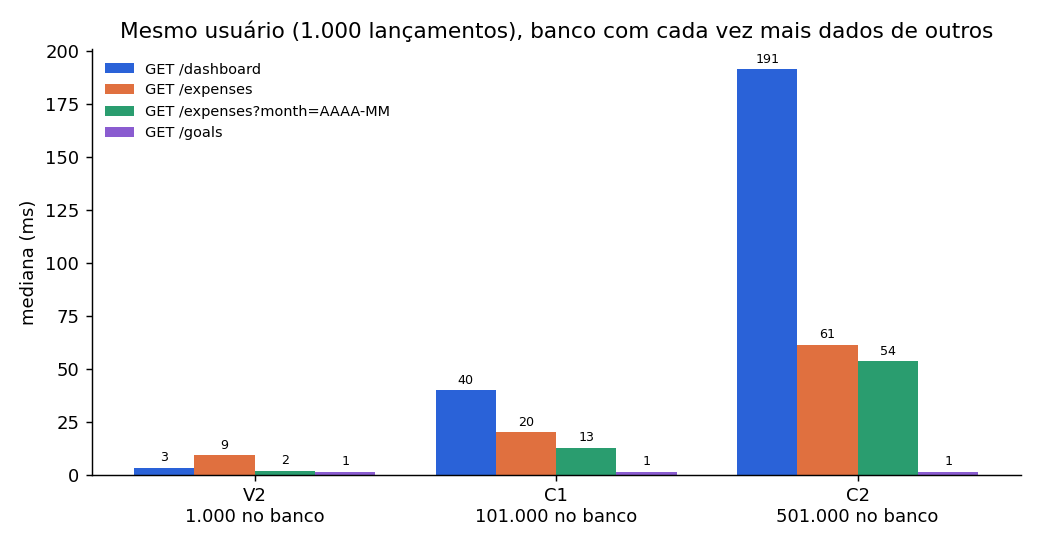 Mesmo usuário (1.000 lançamentos), banco com cada vez mais dados de outros
GET /dashboard
GET /expenses
GET /expenses?month=AAAA-MM
GET /goals
mediana (ms)
200
175
150
125
100
75
50
25
0
3
9
2
1
40
20
13
1
191
61
54
1
V2
1.000 no banco
C1
101.000 no banco
C2
501.000 no banco